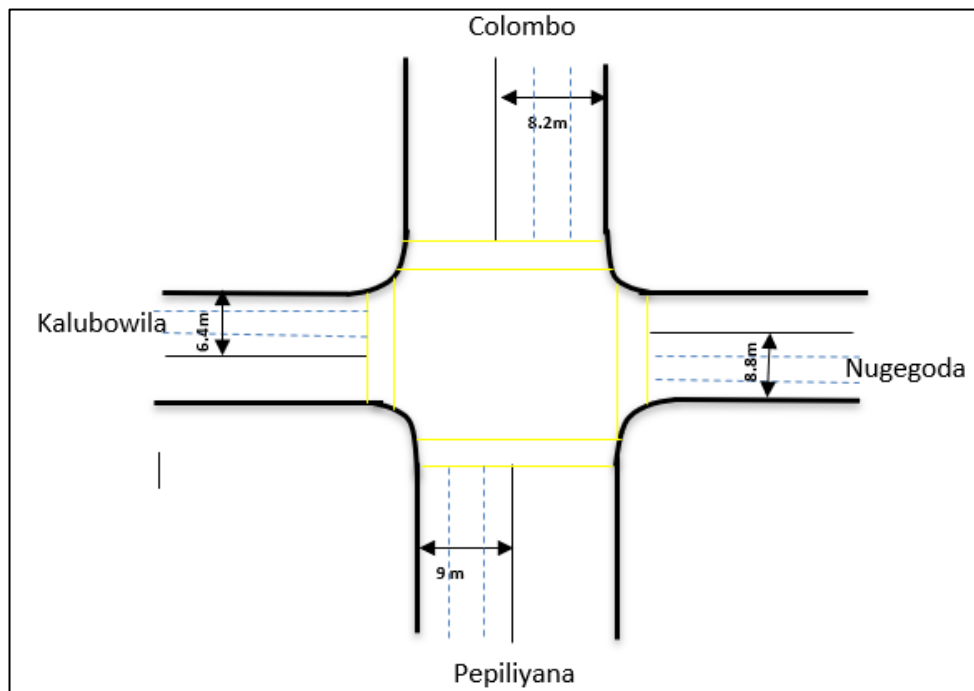 Colombo
8.2m
Kalubowila
6.4m
8.8m
Nugegoda
9 m
Pepiliyana